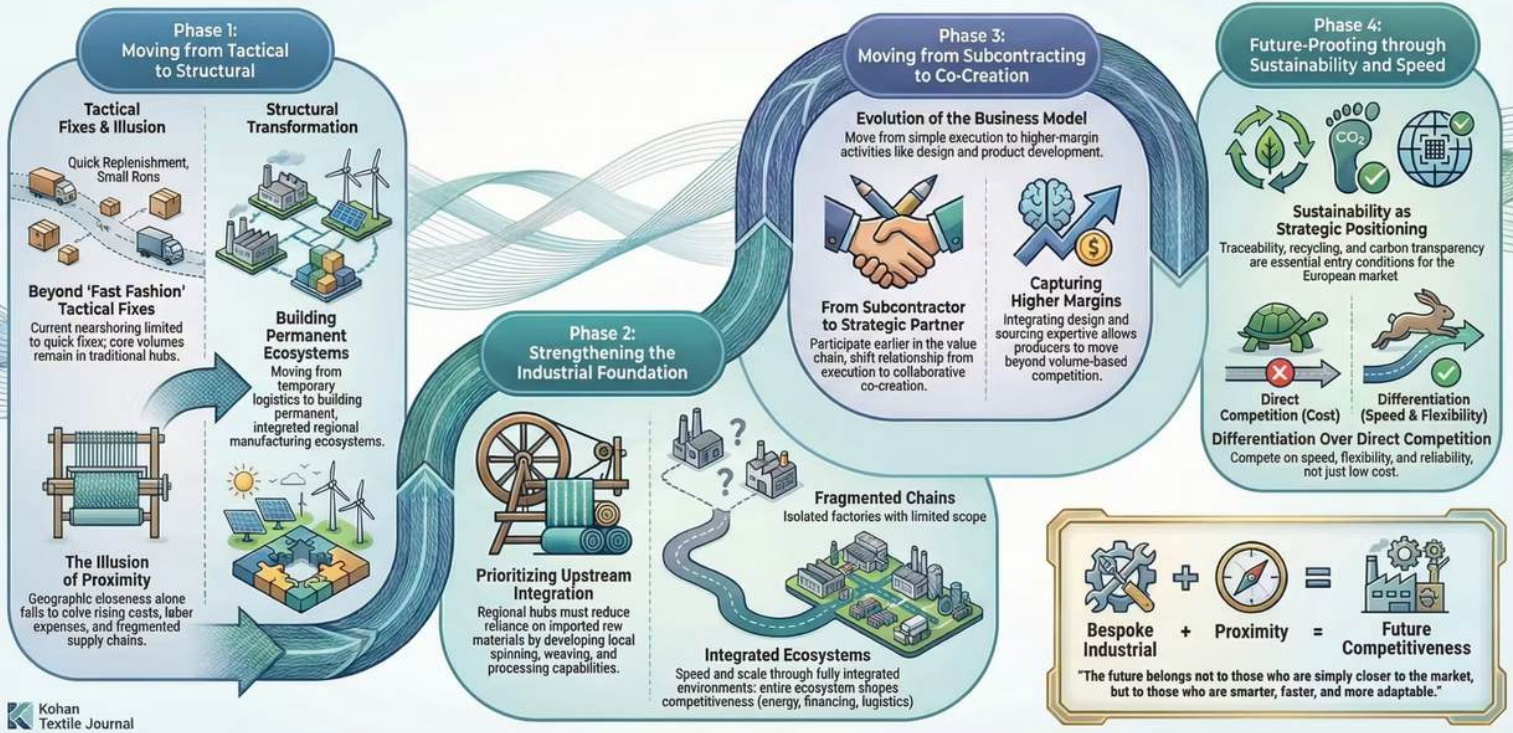 Phase 1:
Moving from Tactical
to Structural
Tactical
Fixes & Illusion
Quick Replenishment,
Small Rons
Beyond 'Fast Fashion'
Tactical Fixes
Current nearshoring limited
to quick fixex; core volumes
remain in traditional hubs.
The Illusion
of Proximity
Geographic closeness alone
falls to colve rising costs, luber
expenses, and fregmented
supply chains.
Structural
Transformation
Building
Permanent
Ecosystems
Moving from
temporary
logistics to building
permanent,
integrated regional
manufacturing ecosystems.
Phase 2:
Strengthening the
Industrial Foundation
Prioritizing Upstream
Integration
Regional hubs must reduce
reliance on imported rew
materials by developing local
spinning, weaving, and
processing capabilities.
?
?
Fragmented Chains
Isolated factories with limited scope
Integrated Ecosystems
Speed and scale through fully integrated
environments: entire ecosystem shopes
competitiveness (energy, financing, lugistics)
Phase 3:
Moving from Subcontracting
to Co-Creation
Evolution of the Business Model
Move from simple execution to higher-margin
activities like design and product development.
From Subcontractor
to Strategic Partner
Participate earlier in the value
chain, shift relationship from
execution to collaborative
co-creation.
$
Capturing
Higher Margins
Integrating design and
sourcing expertive allows
producers to move
beyond volume-based
competition.
Phase 4:
Future-Proofing through
Sustainability and Speed
CO₂
Sustainability as
Strategic Positioning
Traceability, recycling, and carbon transparency
are essential entry conditions for the
European market
Direct
Competition (Cost)
Differentiation
(Speed & Flexibility)
Differentiation Over Direct Competition
Compete on speed, flexibility, and reliability,
not just low cost.
+ =
Bespoke
Industrial + Proximity = Future
Competitiveness
"The future belongs not to those who are simply closer to the market,
but to those who are smarter, faster, and more adaptable."
Kohan
Textile Journal